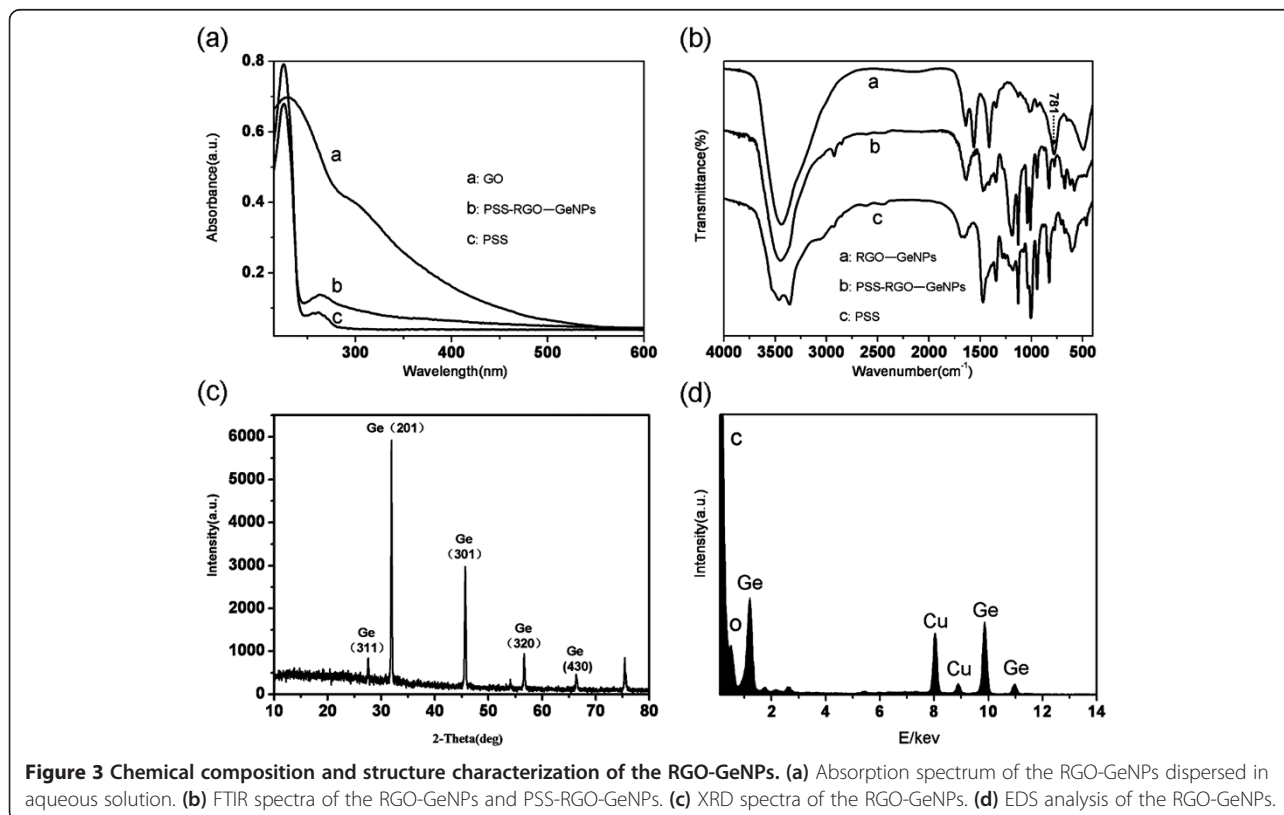 (a)
0.8
0.6
0.4
0.2
Absorbance(a.u.)
a
b
c
a: GO
b: PSS-RGO—GeNPs
c: PSS
300
400
500
600
Wavelength(nm)
(b)
Transmittance(%)
a
b
c
781
a: RGO—GeNPs
b: PSS-RGO—GeNPs
c: PSS
4000 3500 3000 2500 2000 1500 1000 500
Wavenumber(cm-1)
(c)
6000
5000
4000
3000
2000
1000
0
Intensity(a.u.)
Ge (201)
Ge
(301)
Ge
(311)
Ge
(320)
Ge
(430)
10 20 30 40 50 60 70 80
2-Theta(deg)
(d)
Intensity(a.u.)
C
O
Ge
Cu
Cu
Ge
Ge
2 4 6 8 10 12 14
E/kev
Figure 3 Chemical composition and structure characterization of the RGO-GeNPs. (a) Absorption spectrum of the RGO-GeNPs dispersed in
aqueous solution. (b) FTIR spectra of the RGO-GeNPs and PSS-RGO-GeNPs. (c) XRD spectra of the RGO-GeNPs. (d) EDS analysis of the RGO-GeNPs.